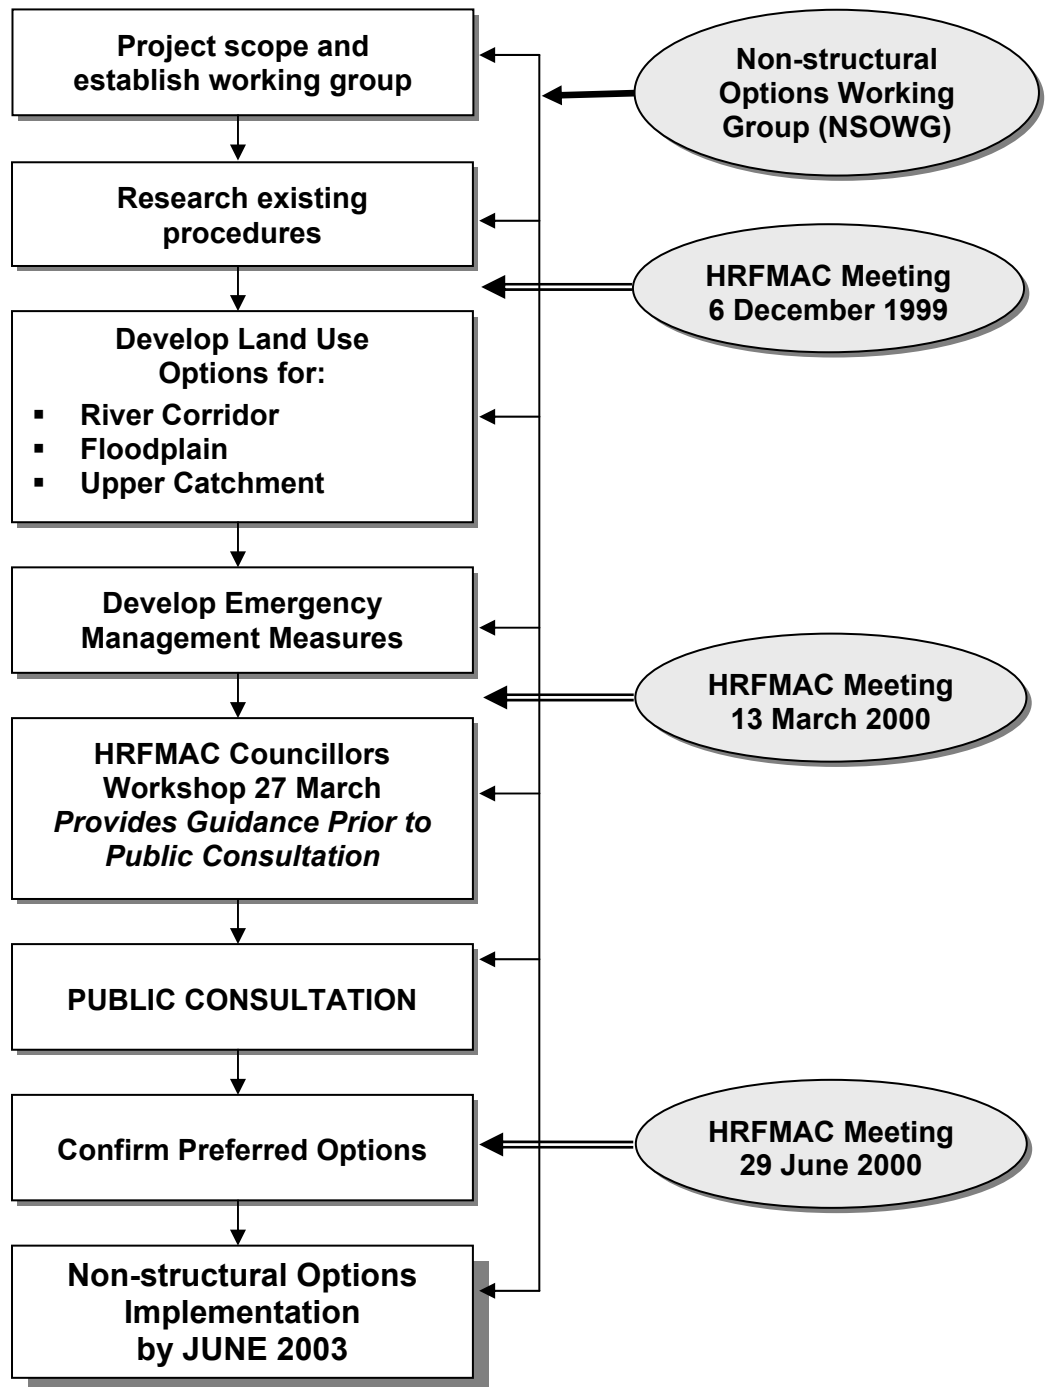 Project scope and
establish working group
Non-structural
Options Working
Group (NSOWG)
Research existing
procedures
HRFMAC Meeting
6 December 1999
Develop Land Use
Options for:
▪ River Corridor
▪ Floodplain
▪ Upper Catchment
Develop Emergency
Management Measures
HRFMAC Meeting
13 March 2000
HRFMAC Councillors
Workshop 27 March
Provides Guidance Prior to
Public Consultation
PUBLIC CONSULTATION
Confirm Preferred Options
HRFMAC Meeting
29 June 2000
Non-structural Options
Implementation
by JUNE 2003